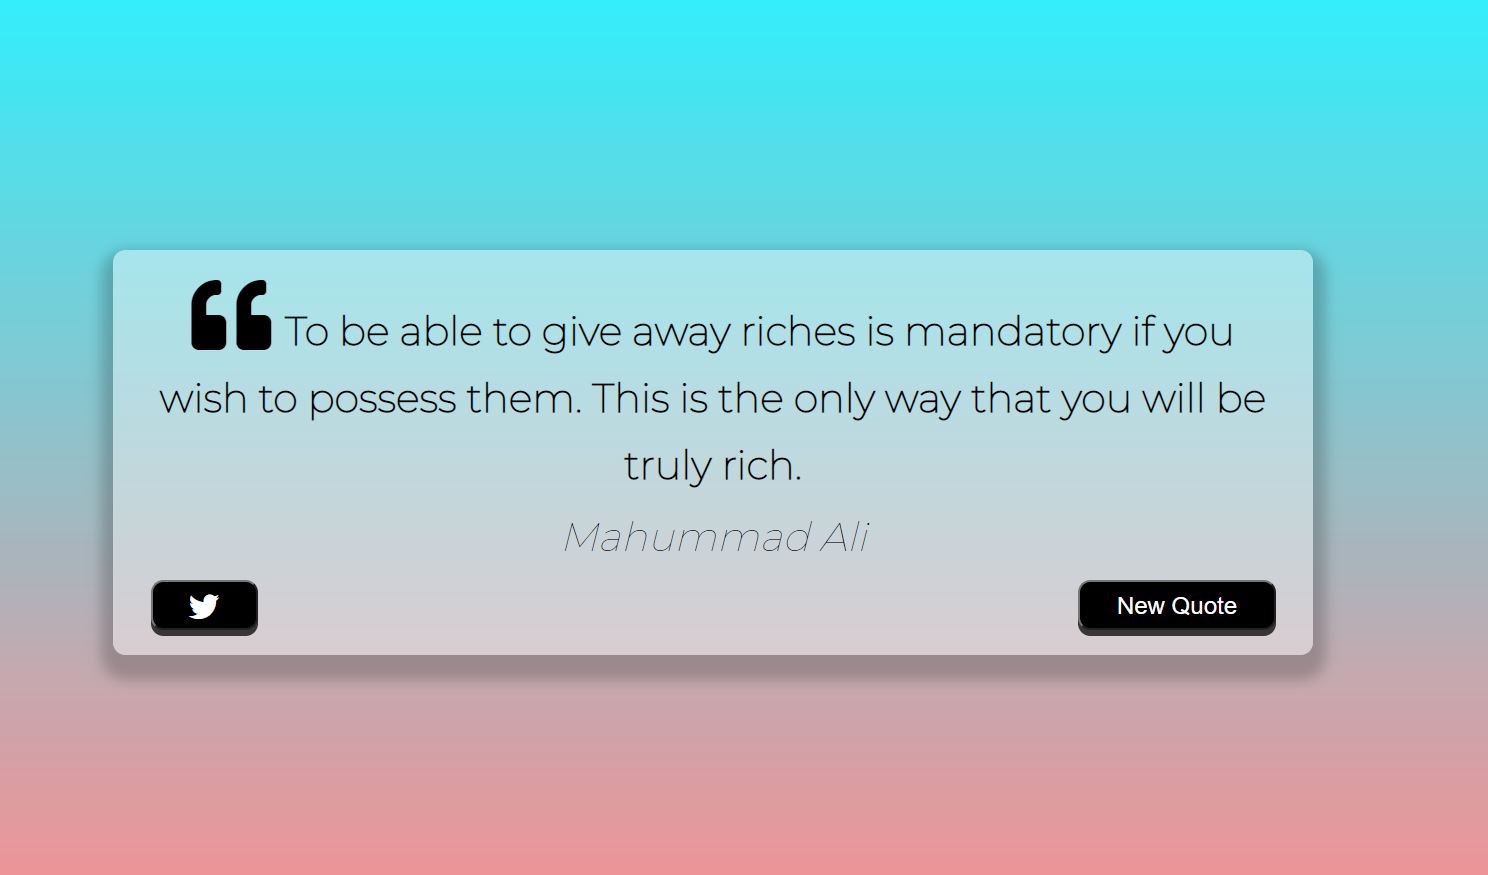 To be able to give away riches is mandatory if you
wish to possess them. This is the only way that you will be
truly rich.
Mahummad Ali
New Quote